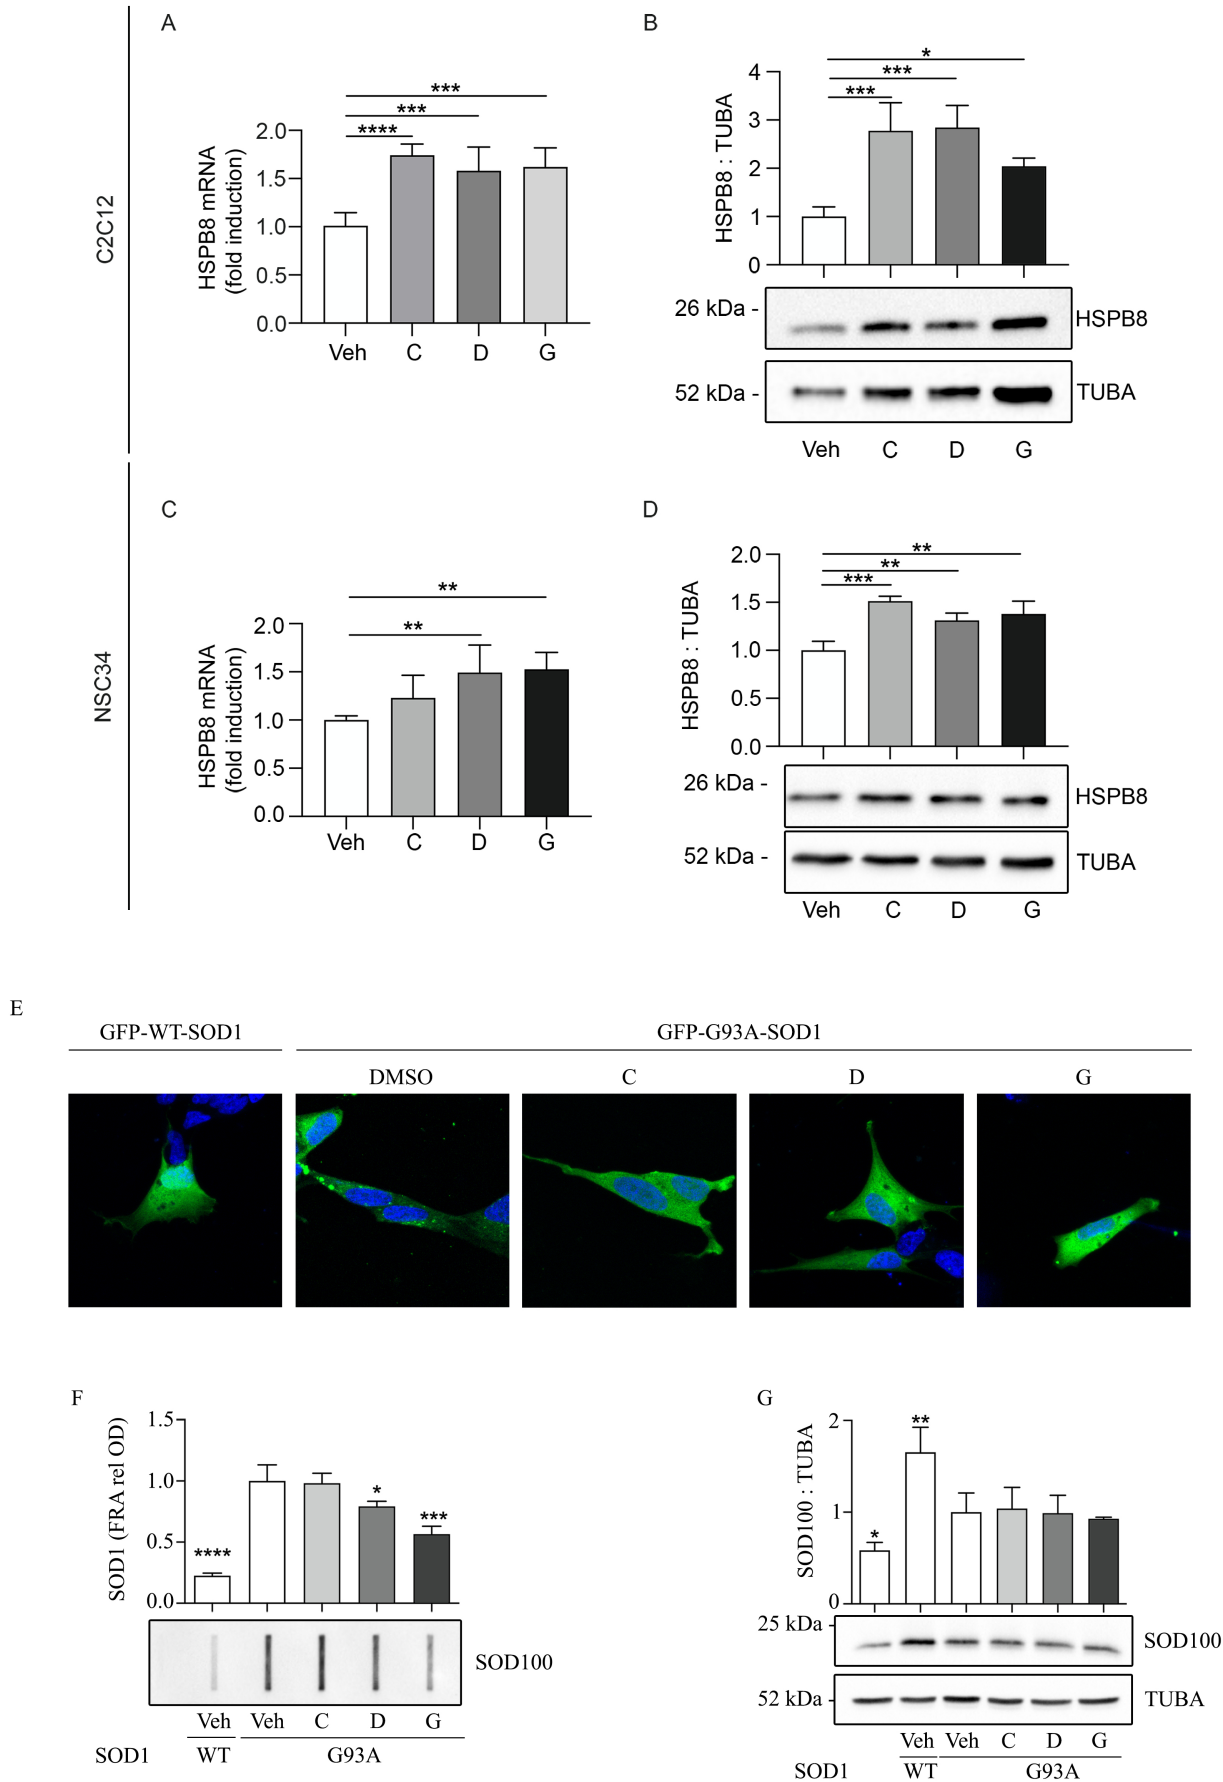 A
C2C12
HSPB8 mRNA
(fold induction)
2.0
1.5
1.0
0.5
0.0
****
***
***
Veh C D G
B
HSPB8 : TUBA
4
3
2
1
0
*
***
***
26 kDa - HSPB8
52 kDa - TUBA
Veh C D G
C
NSC34
HSPB8 mRNA
(fold induction)
2.0
1.5
1.0
0.5
0.0
**
**
Veh C D G
D
HSPB8 : TUBA
2.0
1.5
1.0
0.5
0.0
**
**
***
26 kDa - HSPB8
52 kDa - TUBA
Veh C D G
E
GFP-WT-SOD1 GFP-G93A-SOD1
DMSO C D G
F
SOD1 (FRA rel OD)
1.5
1.0
0.5
0.0
****
*
***
SOD100
Veh Veh C D G
SOD1 WT G93A
G
SOD100 : TUBA
2
1
0
*
**
25 kDa - SOD100
52 kDa - TUBA
Veh Veh C D G
SOD1 WT G93A